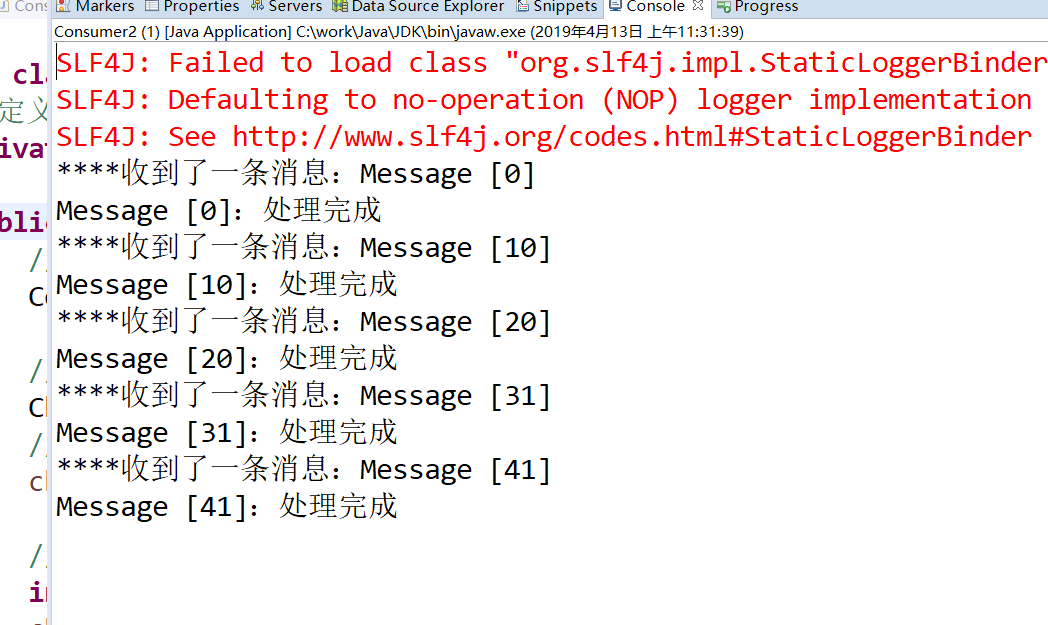 Markers Properties Servers Data Source Explorer Snippets Console Progress
Consumer2 (1) [Java Application] C:\work\Java\JDK\bin\javaw.exe (2019年4月13日 上午11:31:39)
SLF4J: Failed to load class "org.slf4j.impl.StaticLoggerBinder
SLF4J: Defaulting to no-operation (NOP) logger implementation
SLF4J: See http://www.slf4j.org/codes.html#StaticLoggerBinder
****收到了一条消息：Message [0]
Message [0]：处理完成
****收到了一条消息：Message [10]
Message [10]：处理完成
****收到了一条消息：Message [20]
Message [20]：处理完成
****收到了一条消息：Message [31]
Message [31]：处理完成
****收到了一条消息：Message [41]
Message [41]：处理完成